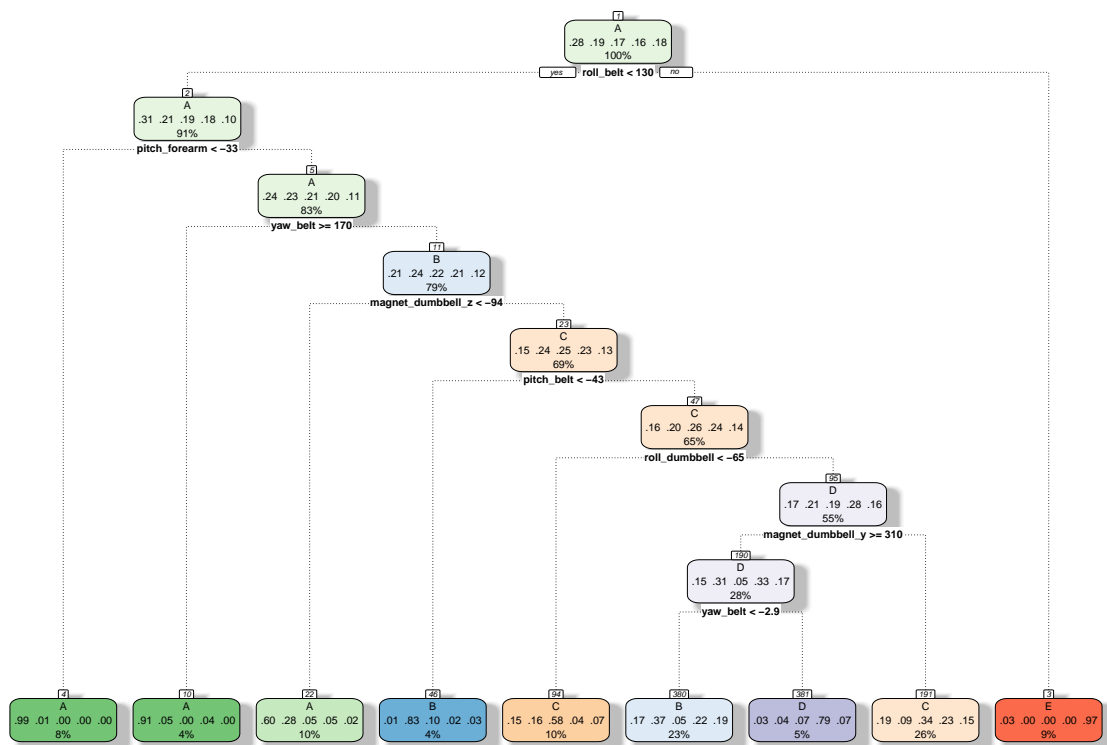 1
A
.28 .19 .17 .16 .18
100%
yes roll_belt < 130 no
2
A
.31 .21 .19 .18 .10
91%
pitch_forearm < −33
5
A
.24 .23 .21 .20 .11
83%
yaw_belt >= 170
11
B
.21 .24 .22 .21 .12
79%
magnet_dumbbell_z < −94
23
C
.15 .24 .25 .23 .13
69%
pitch_belt < −43
47
C
.16 .20 .26 .24 .14
65%
roll_dumbbell < −65
95
D
.17 .21 .19 .28 .16
55%
magnet_dumbbell_y >= 310
190
D
.15 .31 .05 .33 .17
28%
yaw_belt < −2.9
4
A
.99 .01 .00 .00 .00
8%
10
A
.91 .05 .00 .04 .00
4%
22
A
.60 .28 .05 .05 .02
10%
46
B
.01 .83 .10 .02 .03
4%
94
C
.15 .16 .58 .04 .07
10%
380
B
.17 .37 .05 .22 .19
23%
381
D
.03 .04 .07 .79 .07
5%
191
C
.19 .09 .34 .23 .15
26%
3
E
.03 .00 .00 .00 .97
9%